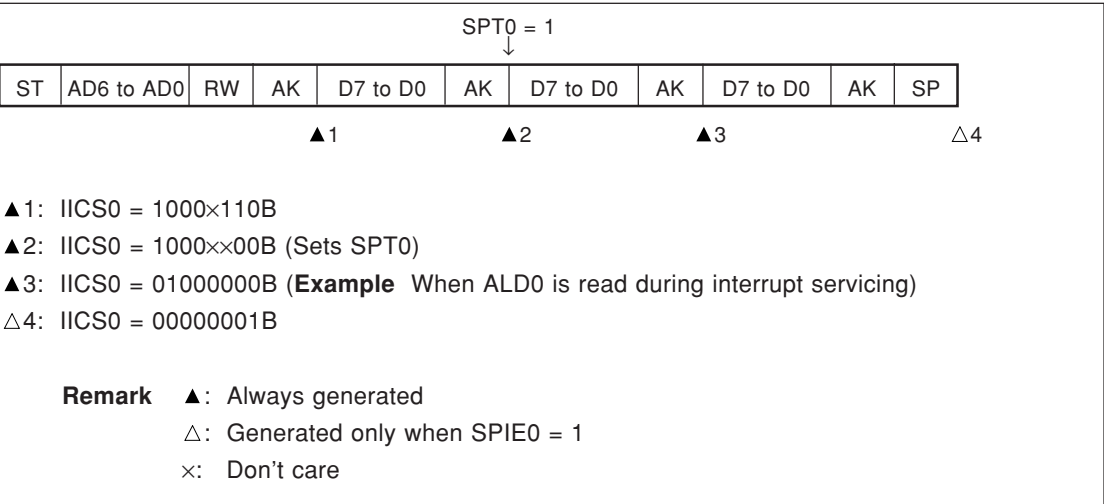 SPT0 = 1
↓
ST AD6 to AD0 RW AK D7 to D0 AK D7 to D0 AK D7 to D0 AK SP
▲1 ▲2 ▲3 △4
▲1: IICS0 = 1000×110B
▲2: IICS0 = 1000××00B (Sets SPT0)
▲3: IICS0 = 01000000B (Example When ALD0 is read during interrupt servicing)
△4: IICS0 = 00000001B
Remark ▲: Always generated
△: Generated only when SPIE0 = 1
×: Don't care